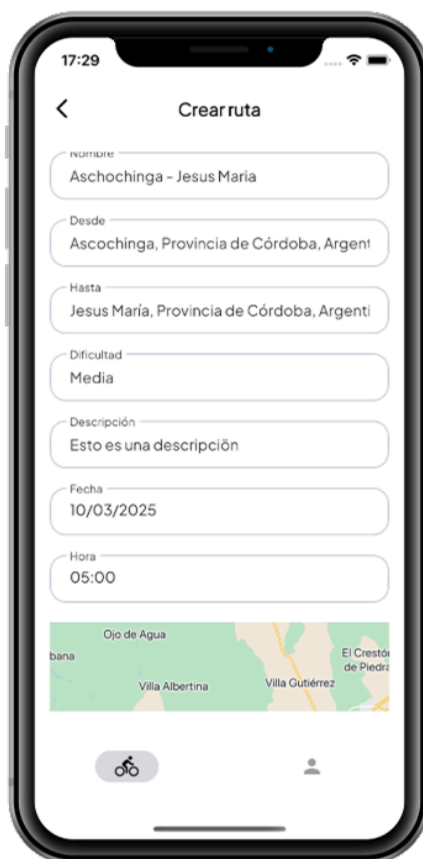 17:29
Crear ruta
Nombre
Aschochinga - Jesus Maria
Desde
Ascochinga, Provincia de Córdoba, Argent
Hasta
Jesus María, Provincia de Córdoba, Argenti
Dificultad
Media
Descripción
Esto es una descripciön
Fecha
10/03/2025
Hora
05:00
Ojo de Agua
bana
El Crestón
de Piedra
Villa Albertina
Villa Gutiérrez